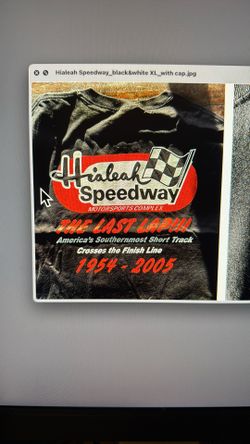 Hialeah Speedway_black&white XL_with cap.jpg
Hialeah
Speedway
MOTORSPORTS COMPLEX
THE LAST LAP!!!
America's Southernmost Short Track
Crosses the Finish Line
1954 - 2005